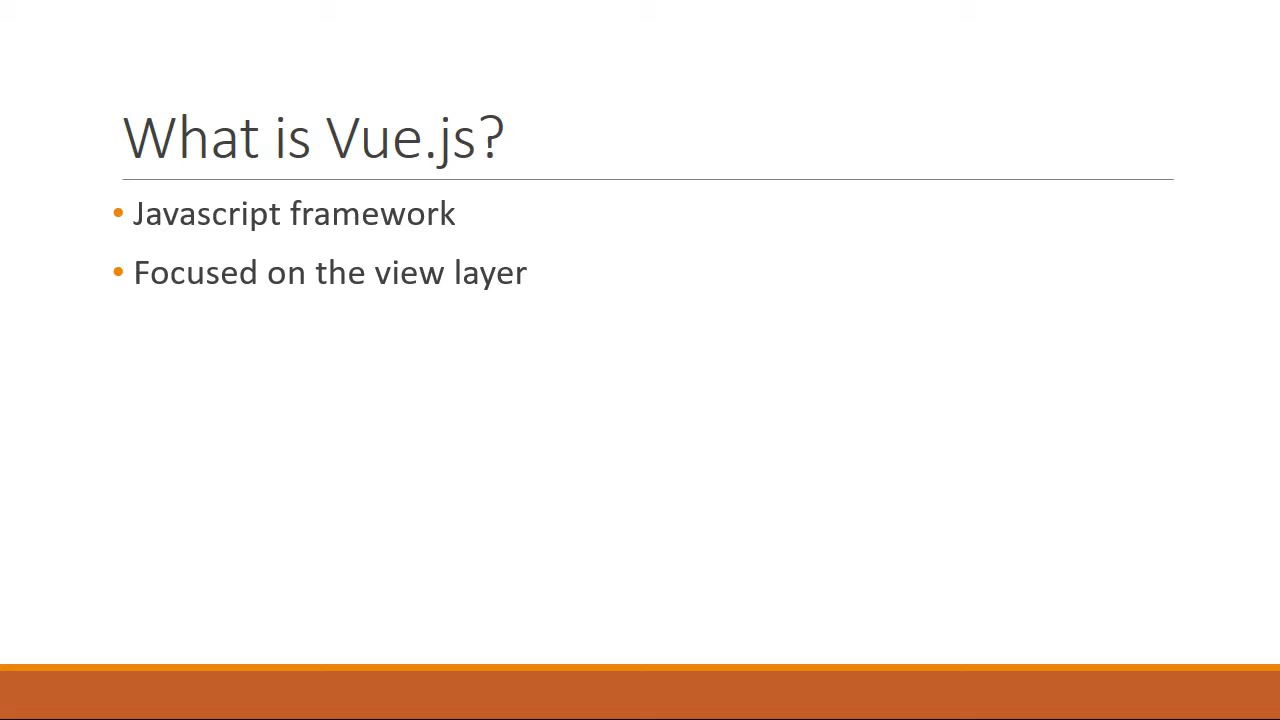 What is Vue.js?
• Javascript framework
• Focused on the view layer